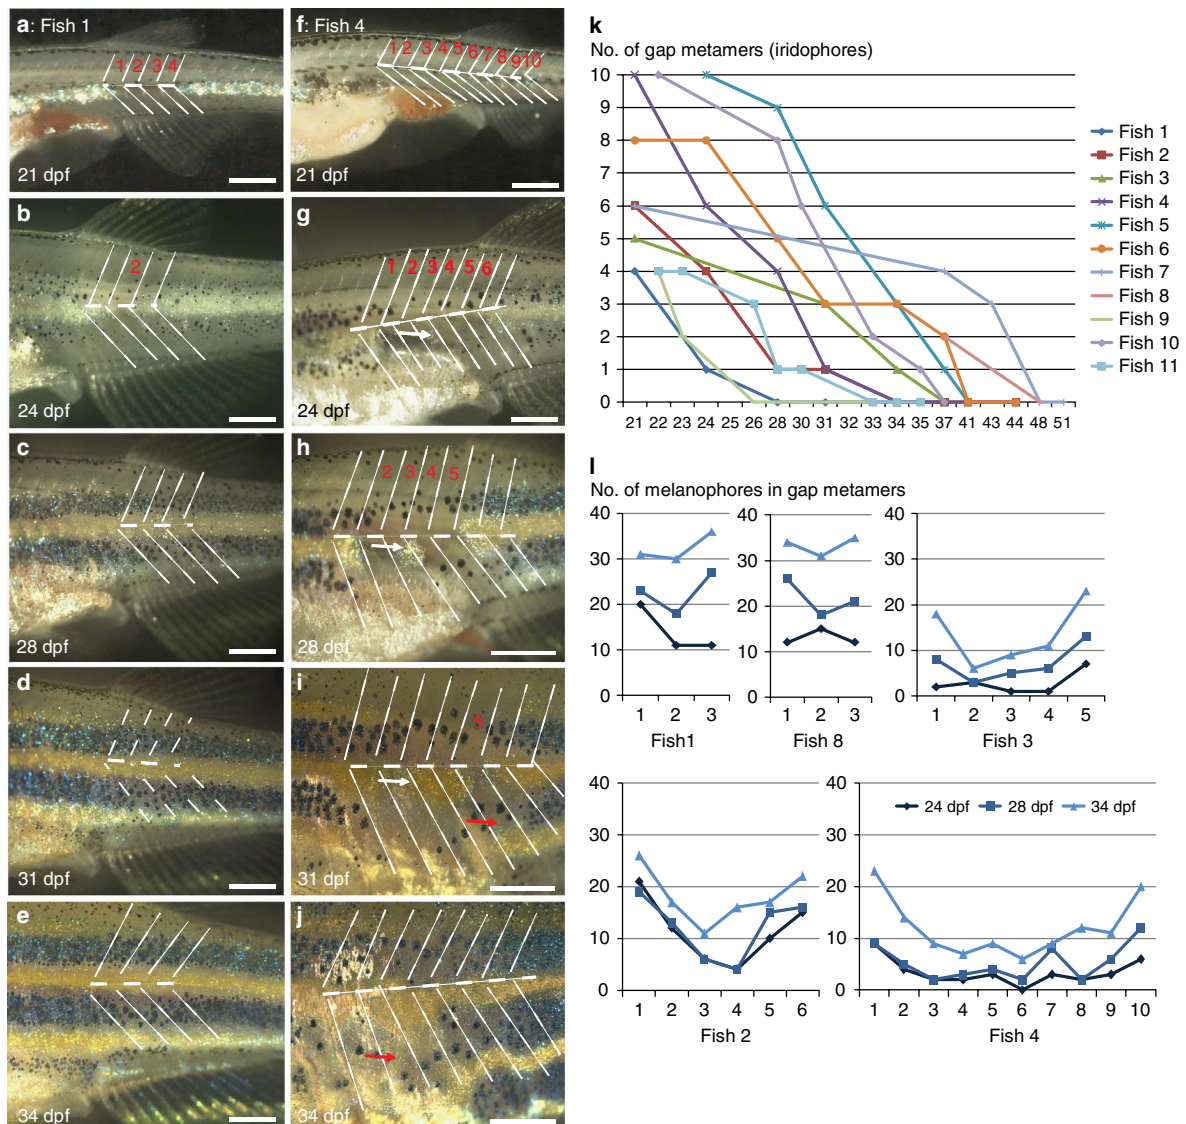 a: Fish 1
1 2 3 4
21 dpf
b
2
24 dpf
c
28 dpf
d
31 dpf
e
34 dpf
f: Fish 4
1 2 3 4 5 6 7 8 9 10
21 dpf
g
1 2 3 4 5 6
24 dpf
h
2 3 4 5
28 dpf
i
5
31 dpf
j
34 dpf
k
No. of gap metamers (iridophores)
10
9
8
7
6
5
4
3
2
1
0
21 22 23 24 25 26 28 30 31 32 33 34 35 37 41 43 44 48 51
Fish 1
Fish 2
Fish 3
Fish 4
Fish 5
Fish 6
Fish 7
Fish 8
Fish 9
Fish 10
Fish 11
l
No. of melanophores in gap metamers
40
30
20
10
0
1 2 3
Fish1
40
30
20
10
0
1 2 3
Fish 8
40
30
20
10
0
1 2 3 4 5
Fish 3
40
30
20
10
0
1 2 3 4 5 6
Fish 2
40
30
20
10
0
24 dpf 28 dpf 34 dpf
1 2 3 4 5 6 7 8 9 10
Fish 4